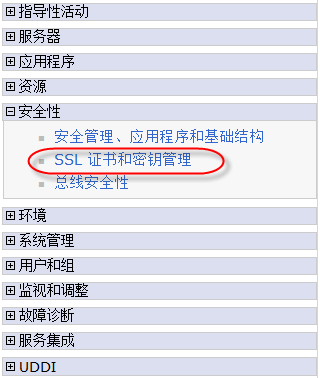 指导性活动
服务器
应用程序
资源
安全性
安全管理、应用程序和基础结构
SSL 证书和密钥管理
总线安全性
环境
系统管理
用户和组
监视和调整
故障诊断
服务集成
UDDI